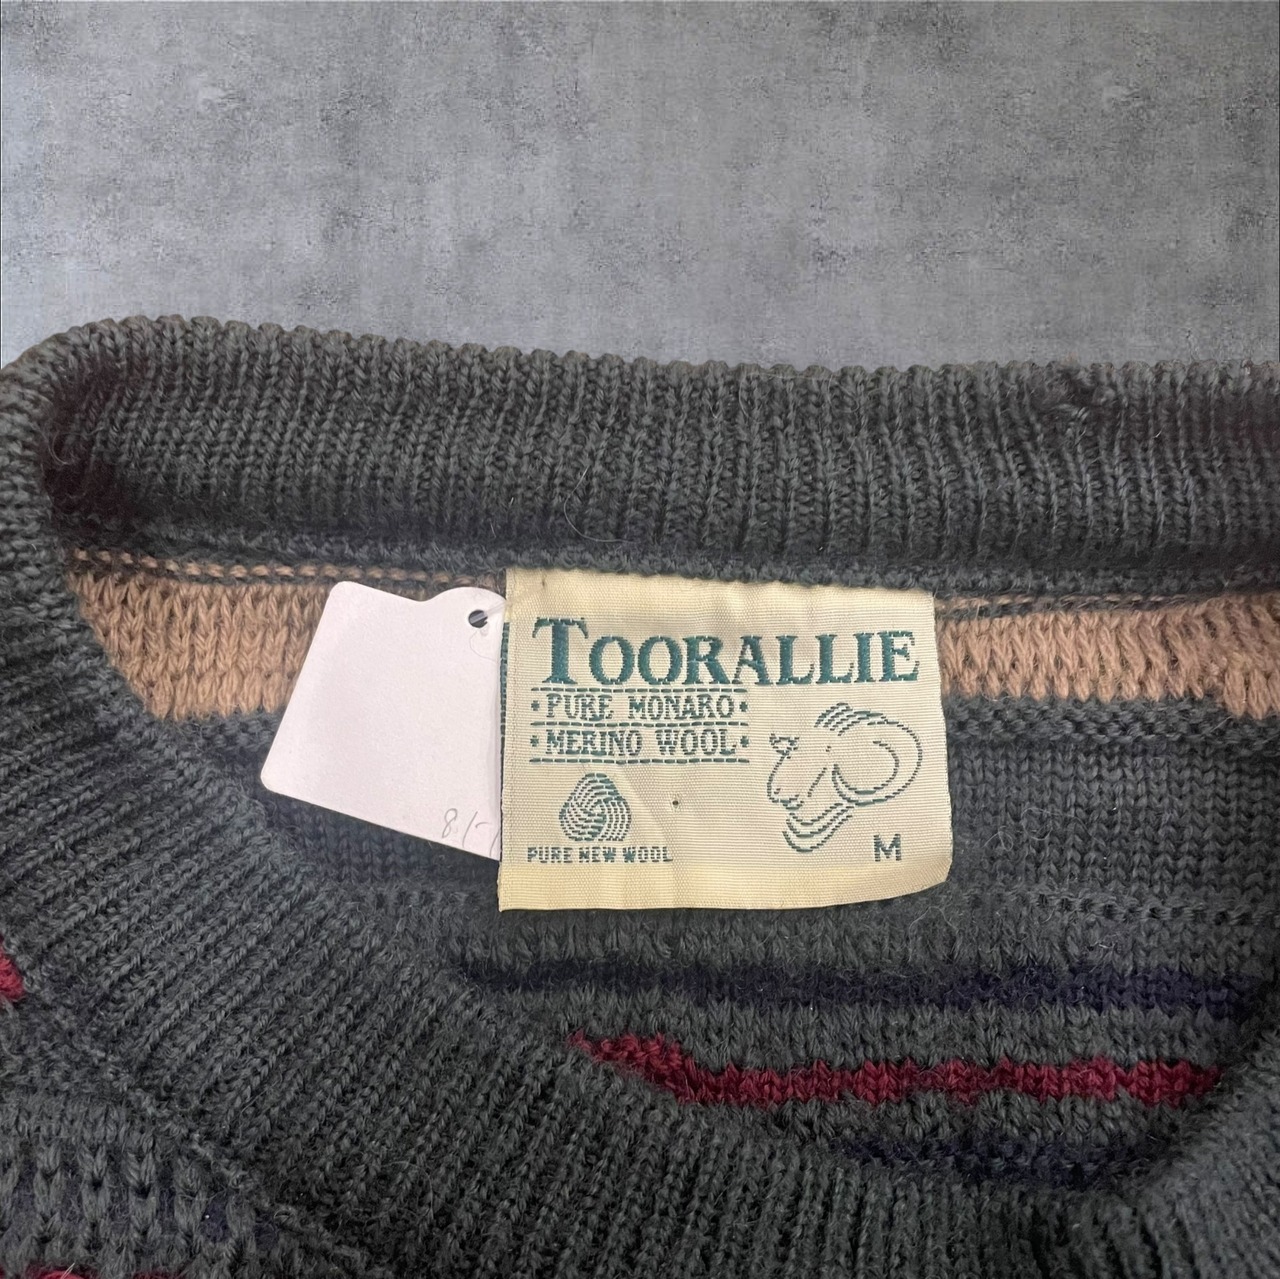 TOORALLIE
• PURE MONARO •
• MERINO WOOL •
PURE NEW WOOL
M